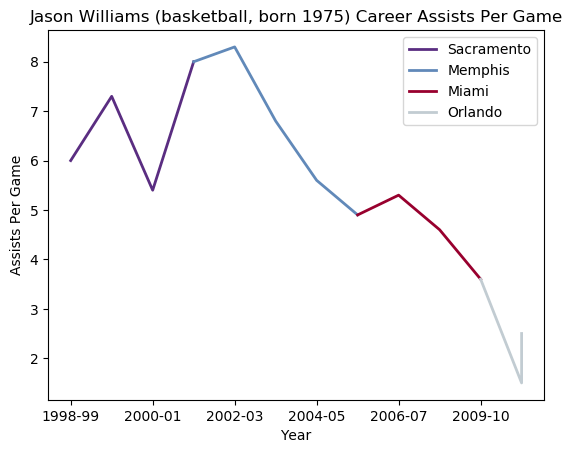 Jason Williams (basketball, born 1975) Career Assists Per Game
Sacramento
Memphis
Miami
Orlando
8
7
6
5
4
3
2
Assists Per Game
1998-99 2000-01 2002-03 2004-05 2006-07 2009-10
Year